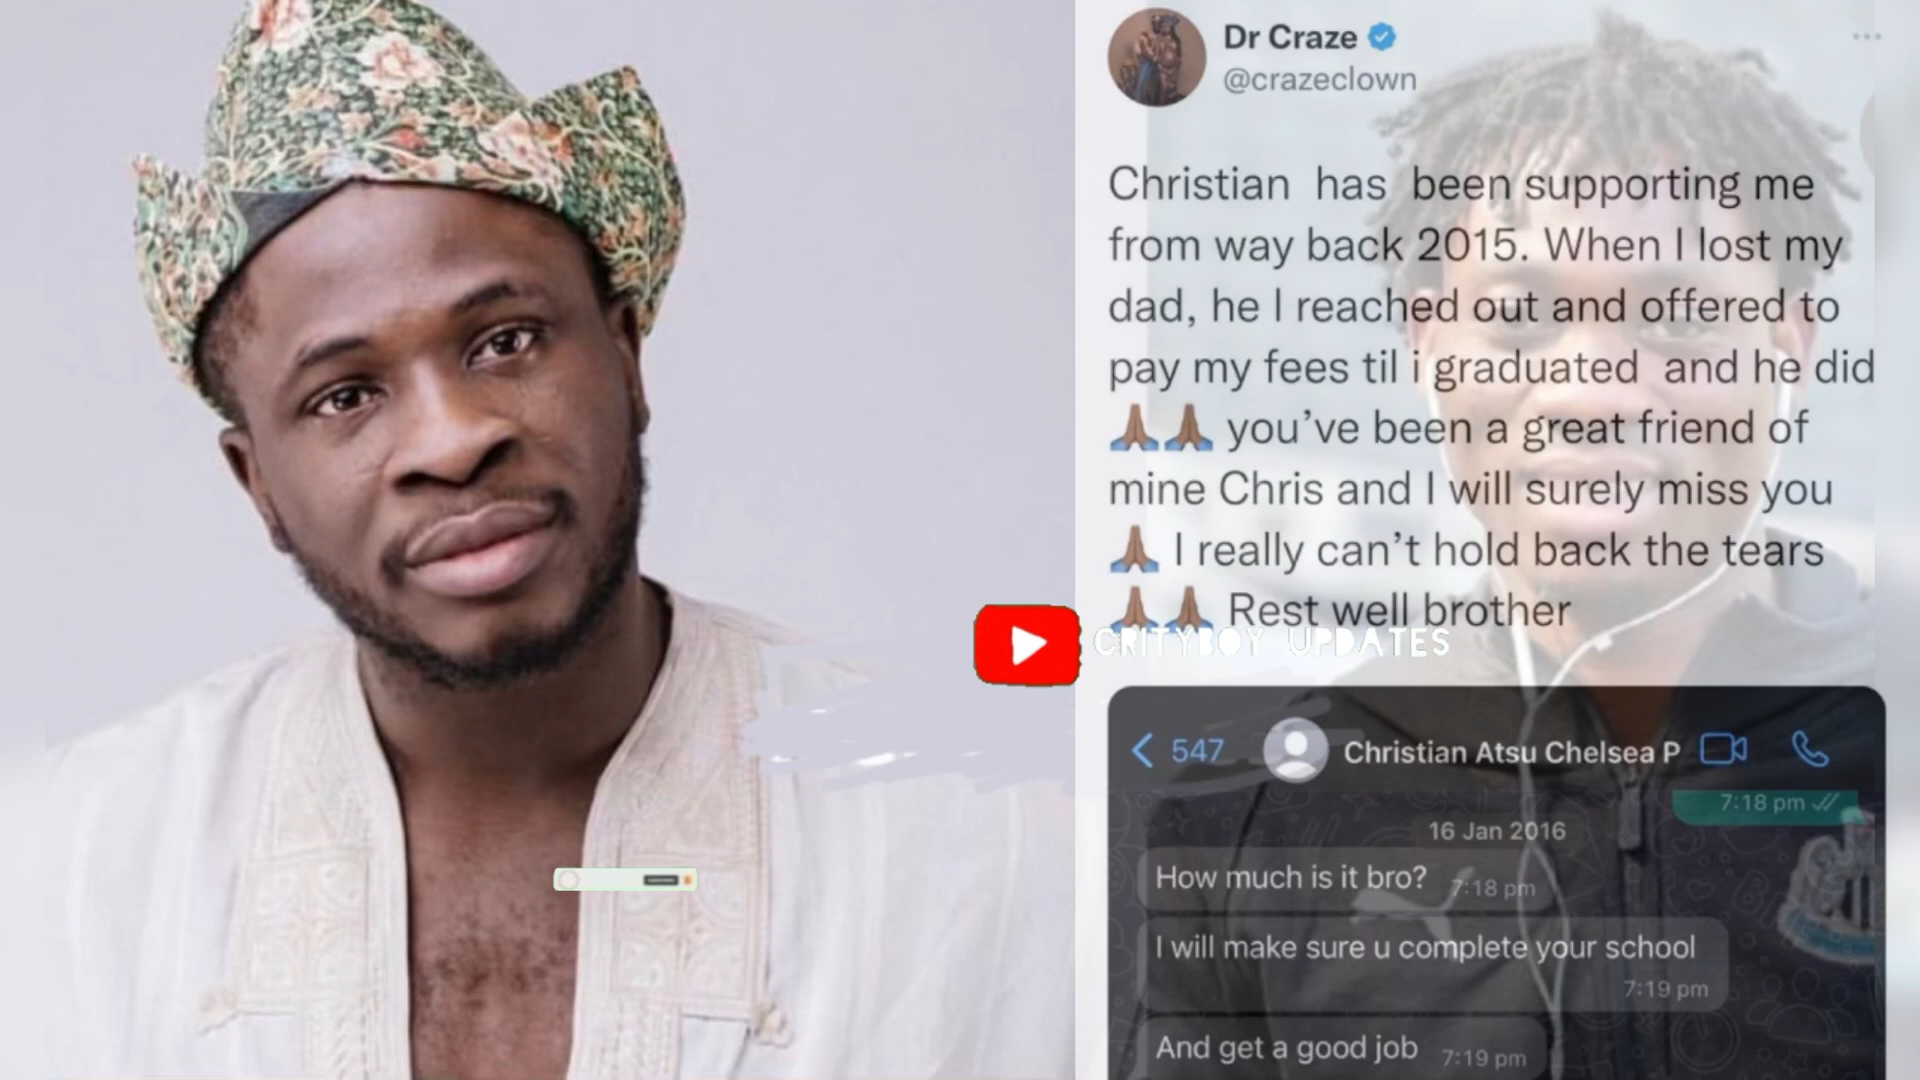 Dr Craze
@crazeclown
Christian has been supporting me
from way back 2015. When I lost my
dad, he I reached out and offered to
pay my fees til i graduated and he did
🙏🏾🙏🏾 you’ve been a great friend of
mine Chris and I will surely miss you
🙏🏾 I really can’t hold back the tears
🙏🏾🙏🏾 Rest well brother
CRITYBOY UPDATES
547 Christian Atsu Chelsea P
7:18 pm
16 Jan 2016
How much is it bro? 7:18 pm
I will make sure u complete your school
7:19 pm
And get a good job 7:19 pm